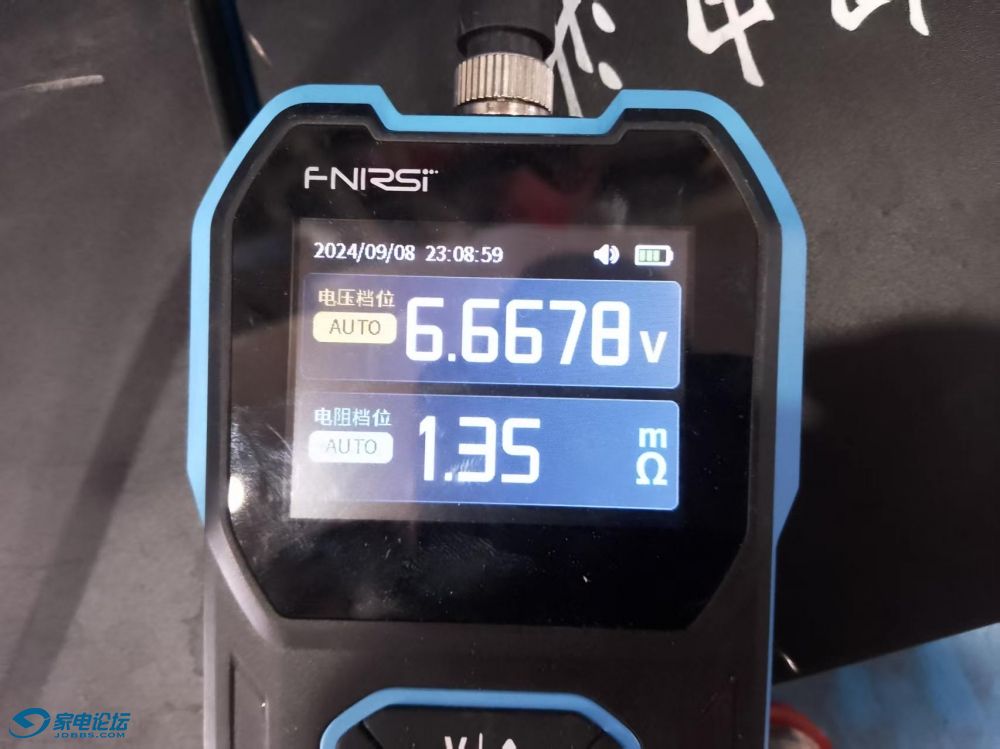 FNIRSI
2024/09/08 23:08:59
电压档位
AUTO
6.6678 V
电阻档位
AUTO
1.35 mΩ
家电论坛
JDBBS.COM